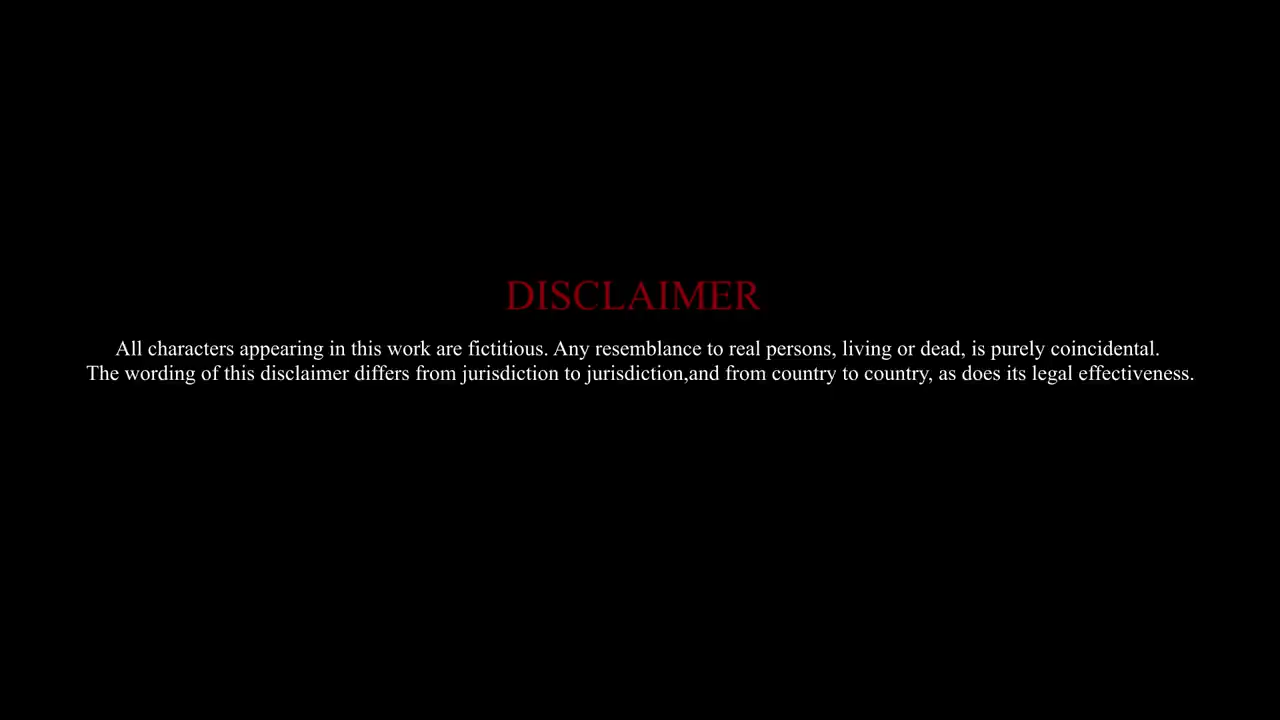 DISCLAIMER
All characters appearing in this work are fictitious. Any resemblance to real persons, living or dead, is purely coincidental.
The wording of this disclaimer differs from jurisdiction to jurisdiction,and from country to country, as does its legal effectiveness.